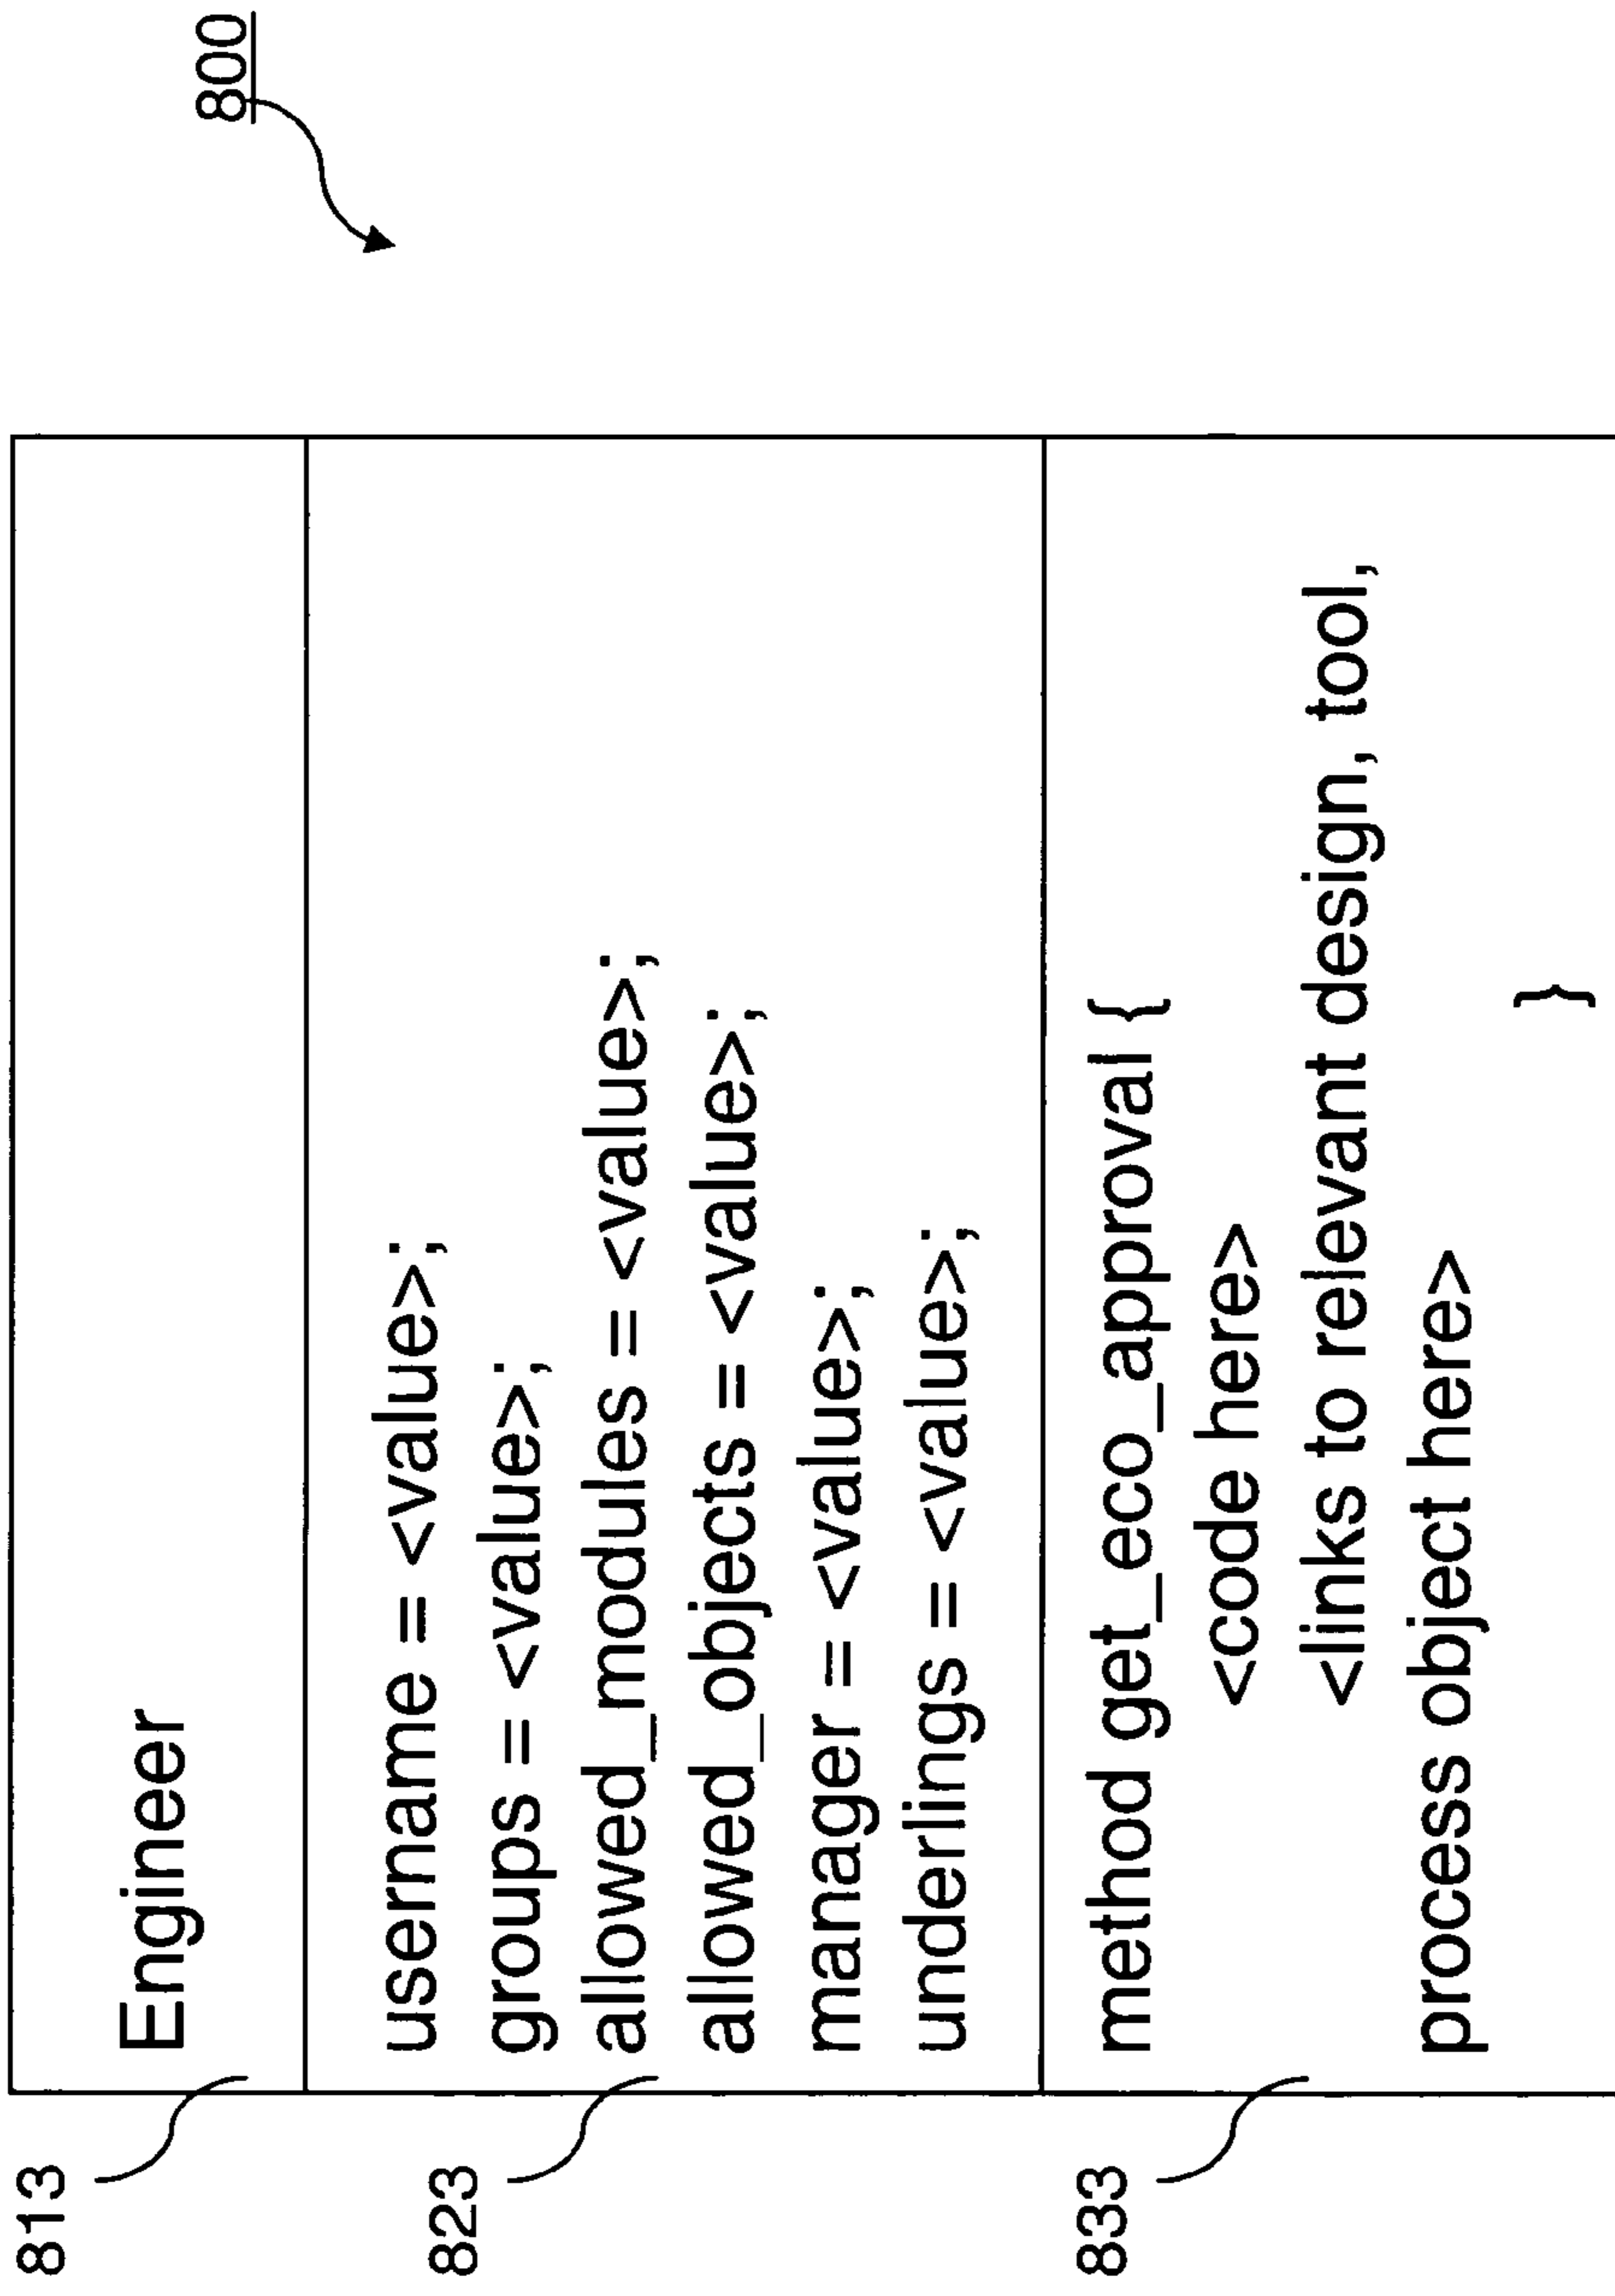 800
813
Engineer
823
username = <value>;
groups = <value>;
allowed_modules = <value>;
allowed_objects = <value>;
manager = <value>;
underlings = <value>;
833
method get_eco_approval {
<code here>
<links to relevant design, tool,
process object here>
}